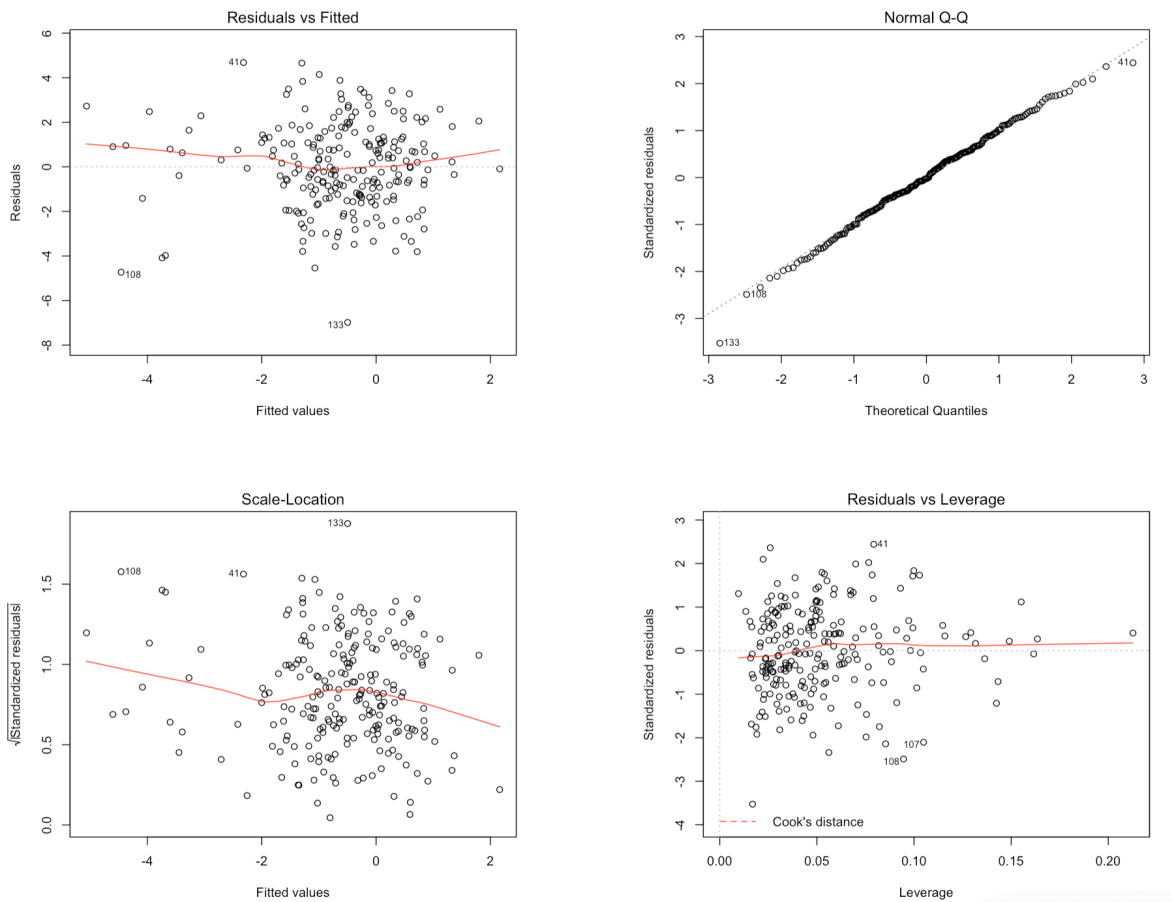 Residuals vs Fitted
Residuals
6
4
2
0
-2
-4
-6
-8
41
108
133
-4 -2 0 2
Fitted values
Normal Q-Q
Standardized residuals
3
2
1
0
-1
-2
-3
41
108
133
-3 -2 -1 0 1 2 3
Theoretical Quantiles
Scale-Location
√|Standardized residuals|
1.5
1.0
0.5
0.0
133
108
41
-4 -2 0 2
Fitted values
Residuals vs Leverage
Standardized residuals
3
2
1
0
-1
-2
-3
-4
41
107
108
Cook's distance
0.00 0.05 0.10 0.15 0.20
Leverage